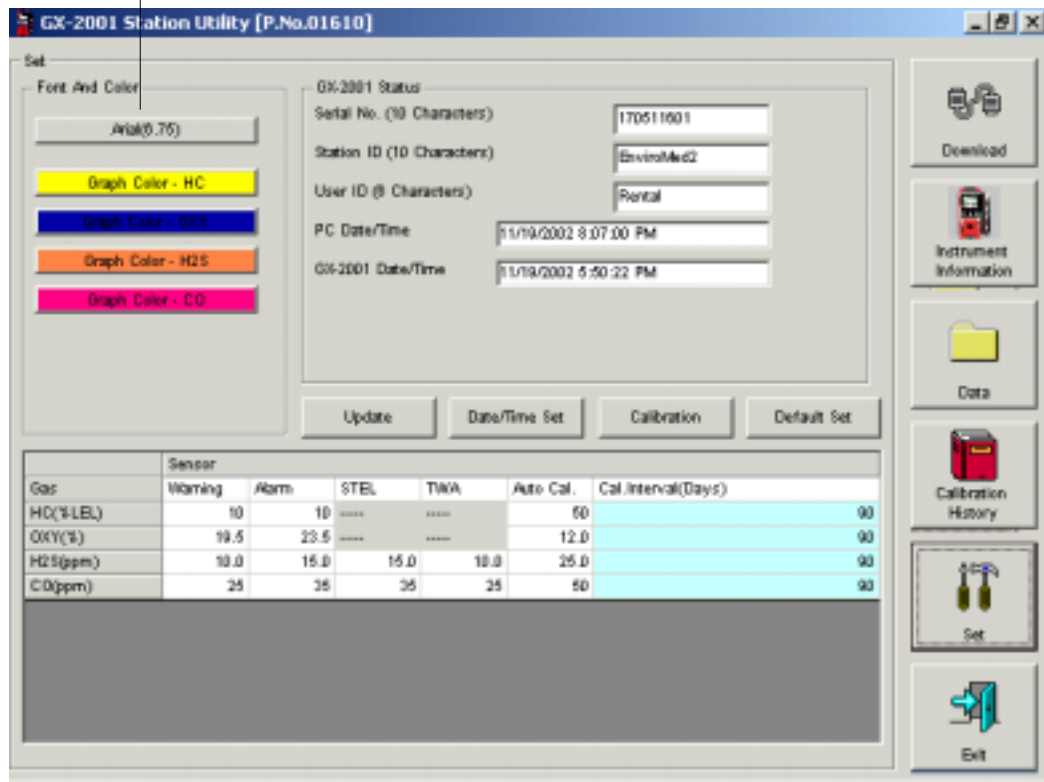 GX-2001 Station Utility [P.No.01610]
Set
Font And Color
Arial(6.75)
Graph Color - HC
Graph Color - OXY
Graph Color - H2S
Graph Color - CO
GX-2001 Status
Serial No. (10 Characters)
170511601
Station ID (10 Characters)
EnviroMed2
User ID (8 Characters)
Rental
PC Date/Time
11/19/2002 8:07:00 PM
GX-2001 Date/Time
11/19/2002 5:50:22 PM
Update
Date/Time Set
Calibration
Default Set
Sensor
Gas Warning Alarm STEL TWA Auto Cal. Cal.Interval(Days)
HC(%LEL) 10 10 ----- ----- 50 90
OXY(%) 19.5 23.5 ----- ----- 12.0 90
H2S(ppm) 10.0 15.0 15.0 10.0 25.0 90
CO(ppm) 25 35 35 25 50 90
Download
Instrument
Information
Data
Calibration
History
Set
Exit